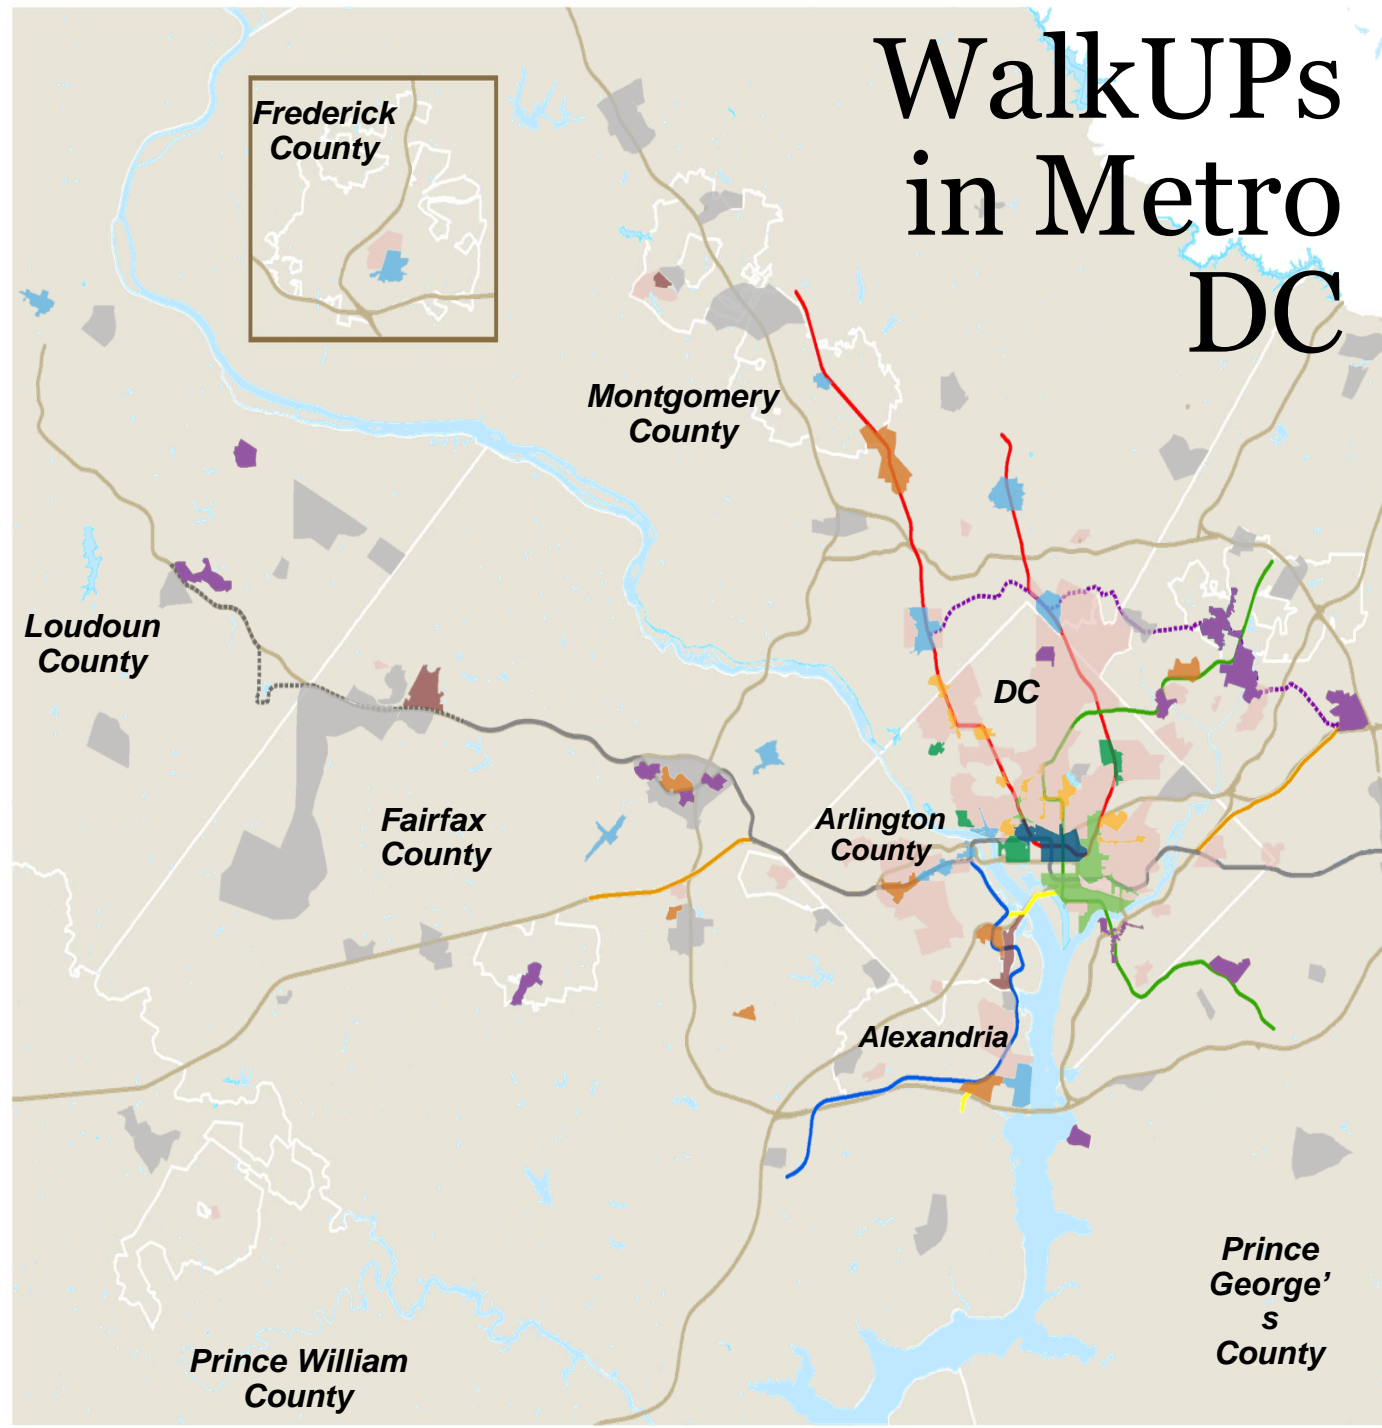 WalkUPs
in Metro
DC
Frederick
County
Montgomery
County
Loudoun
County
DC
Fairfax
County
Arlington
County
Alexandria
Prince
George’
s
County
Prince William
County